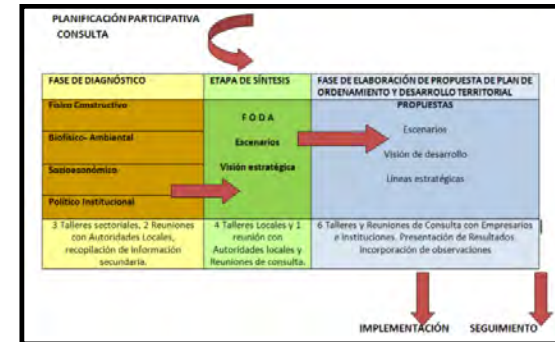 PLANIFICACIÓN PARTICIPATIVA
CONSULTA
FASE DE DIAGNÓSTICO
Físico Constructivo
Biofísico- Ambiental
Socioeconómico
Político Institucional
3 Talleres sectoriales, 2 Reuniones
con Autoridades Locales,
recopilación de Información
secundaria.
ETAPA DE SÍNTESIS
F O D A
Escenarios
Visión estratégica
4 Talleres Locales y 1
reunión con
Autoridades locales y
Reuniones de consulta.
FASE DE ELABORACIÓN DE PROPUESTA DE PLAN DE
ORDENAMIENTO Y DESARROLLO TERRITORIAL
PROPUESTAS
Escenarios
Visión de desarrollo
Líneas estratégicas
6 Talleres y Reuniones de Consulta con Empresarios
e Instituciones. Presentación de Resultados.
Incorporación de observaciones
IMPLEMENTACIÓN SEGUIMIENTO